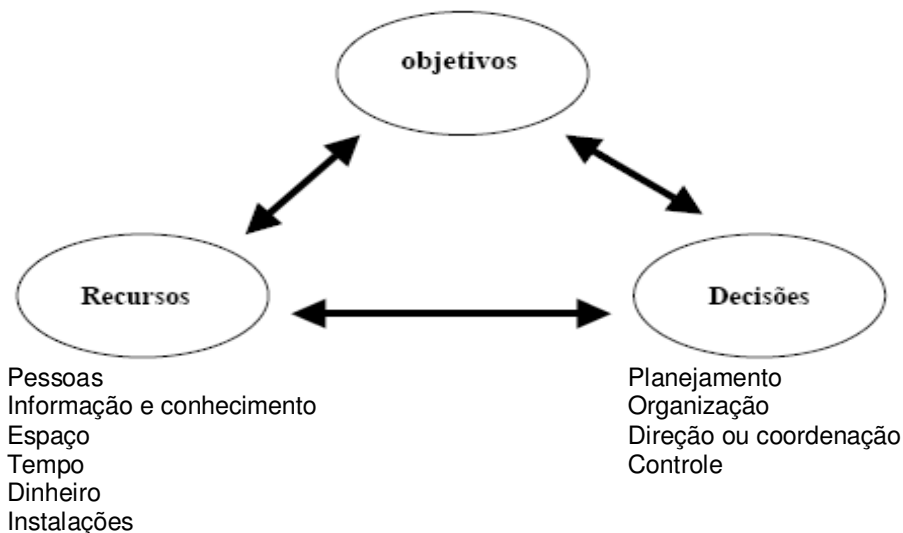 objetivos
Recursos
Decisões
Pessoas
Informação e conhecimento
Espaço
Tempo
Dinheiro
Instalações
Planejamento
Organização
Direção ou coordenação
Controle